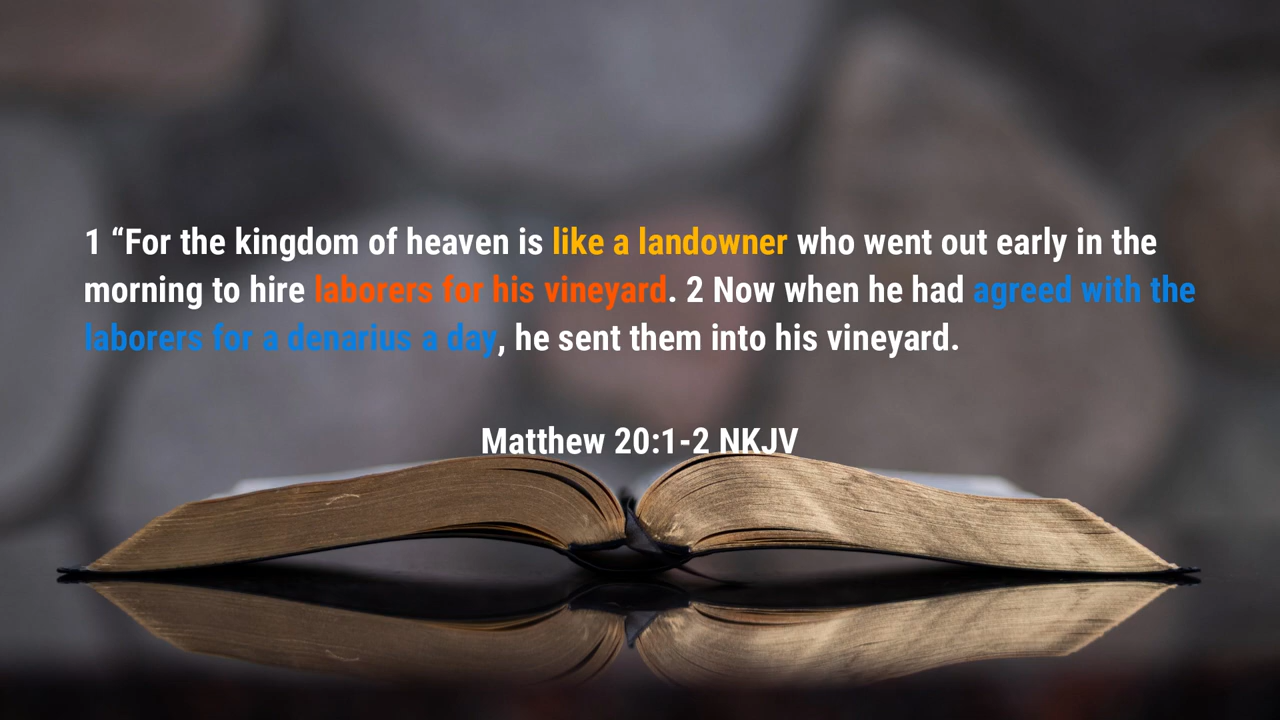 1 “For the kingdom of heaven is like a landowner who went out early in the
morning to hire laborers for his vineyard. 2 Now when he had agreed with the
laborers for a denarius a day, he sent them into his vineyard.
Matthew 20:1-2 NKJV